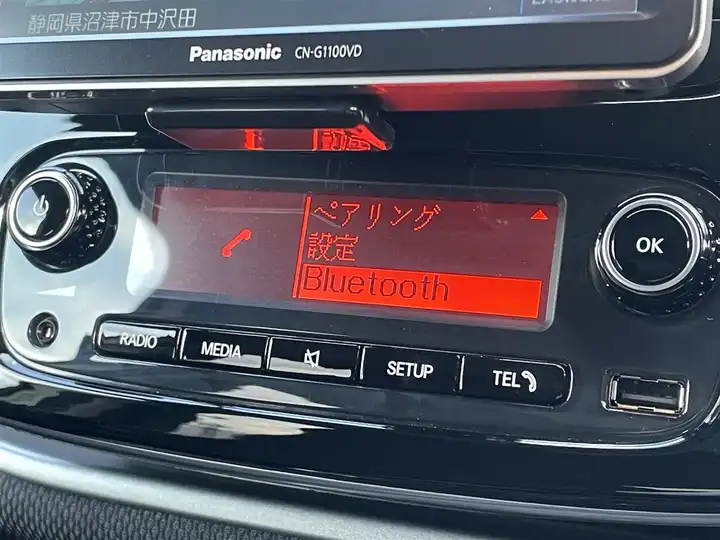 静岡県沼津市中沢田
Panasonic CN-G1100VD
ペアリング
設定
Bluetooth
OK
RADIO
MEDIA
SETUP
TEL